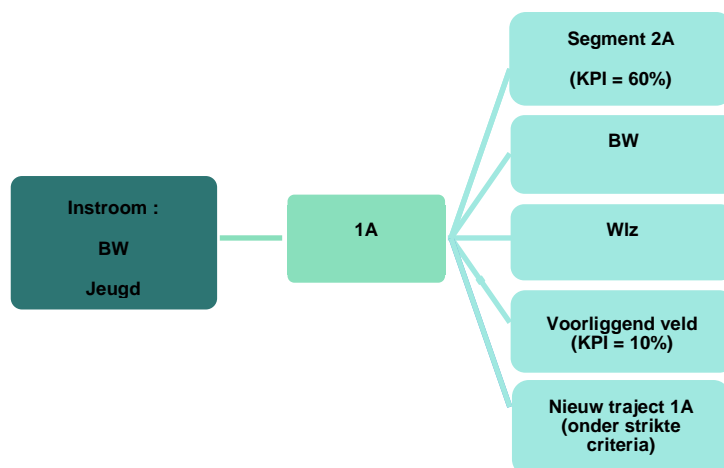 Instroom :
BW
Jeugd
1A
Segment 2A
(KPI = 60%)
BW
Wlz
Voorliggend veld
(KPI = 10%)
Nieuw traject 1A
(onder strikte
criteria)